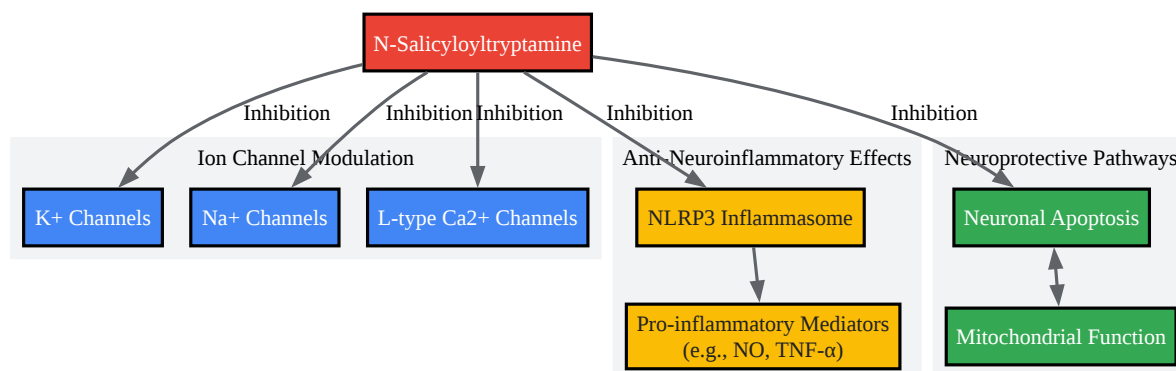 N-Salicyloyltryptamine
Inhibition
Inhibition
Inhibition
Inhibition
Inhibition
Ion Channel Modulation
Anti-Neuroinflammatory Effects
Neuroprotective Pathways
K+ Channels
Na+ Channels
L-type Ca2+ Channels
NLRP3 Inflammasome
Neuronal Apoptosis
Pro-inflammatory Mediators
(e.g., NO, TNF-α)
Mitochondrial Function